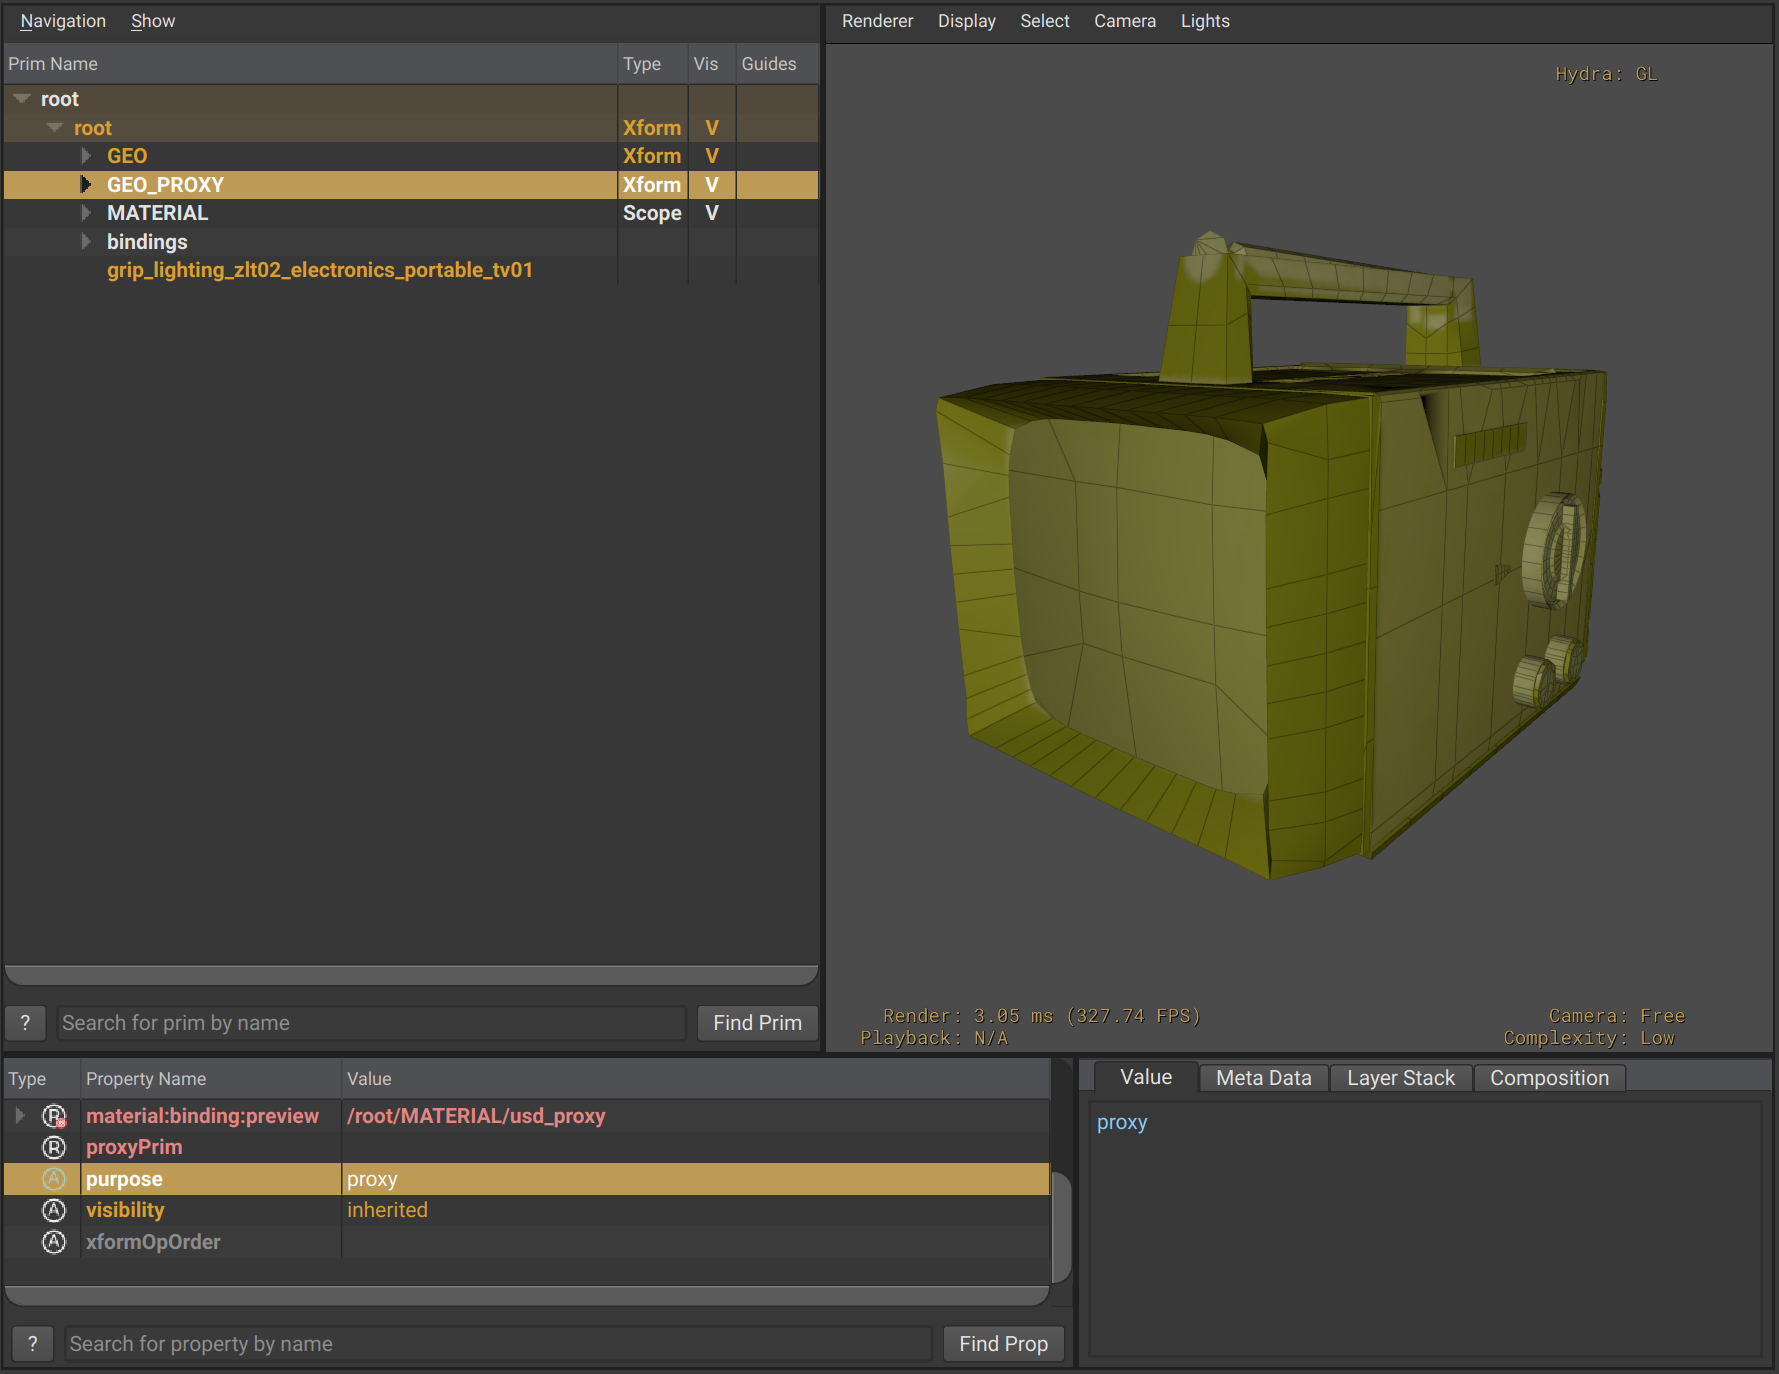 Navigation Show
Prim Name Type Vis Guides
root
root Xform V
GEO Xform V
GEO_PROXY Xform V
MATERIAL Scope V
bindings
grip_lighting_zlt02_electronics_portable_tv01
? Search for prim by name Find Prim
Renderer Display Select Camera Lights
Hydra: GL
Render: 3.05 ms (327.74 FPS)
Playback: N/A
Camera: Free
Complexity: Low
Type Property Name Value
R material:binding:preview /root/MATERIAL/usd_proxy
R proxyPrim
A purpose proxy
A visibility inherited
A xformOpOrder
? Search for property by name Find Prop
Value Meta Data Layer Stack Composition
proxy